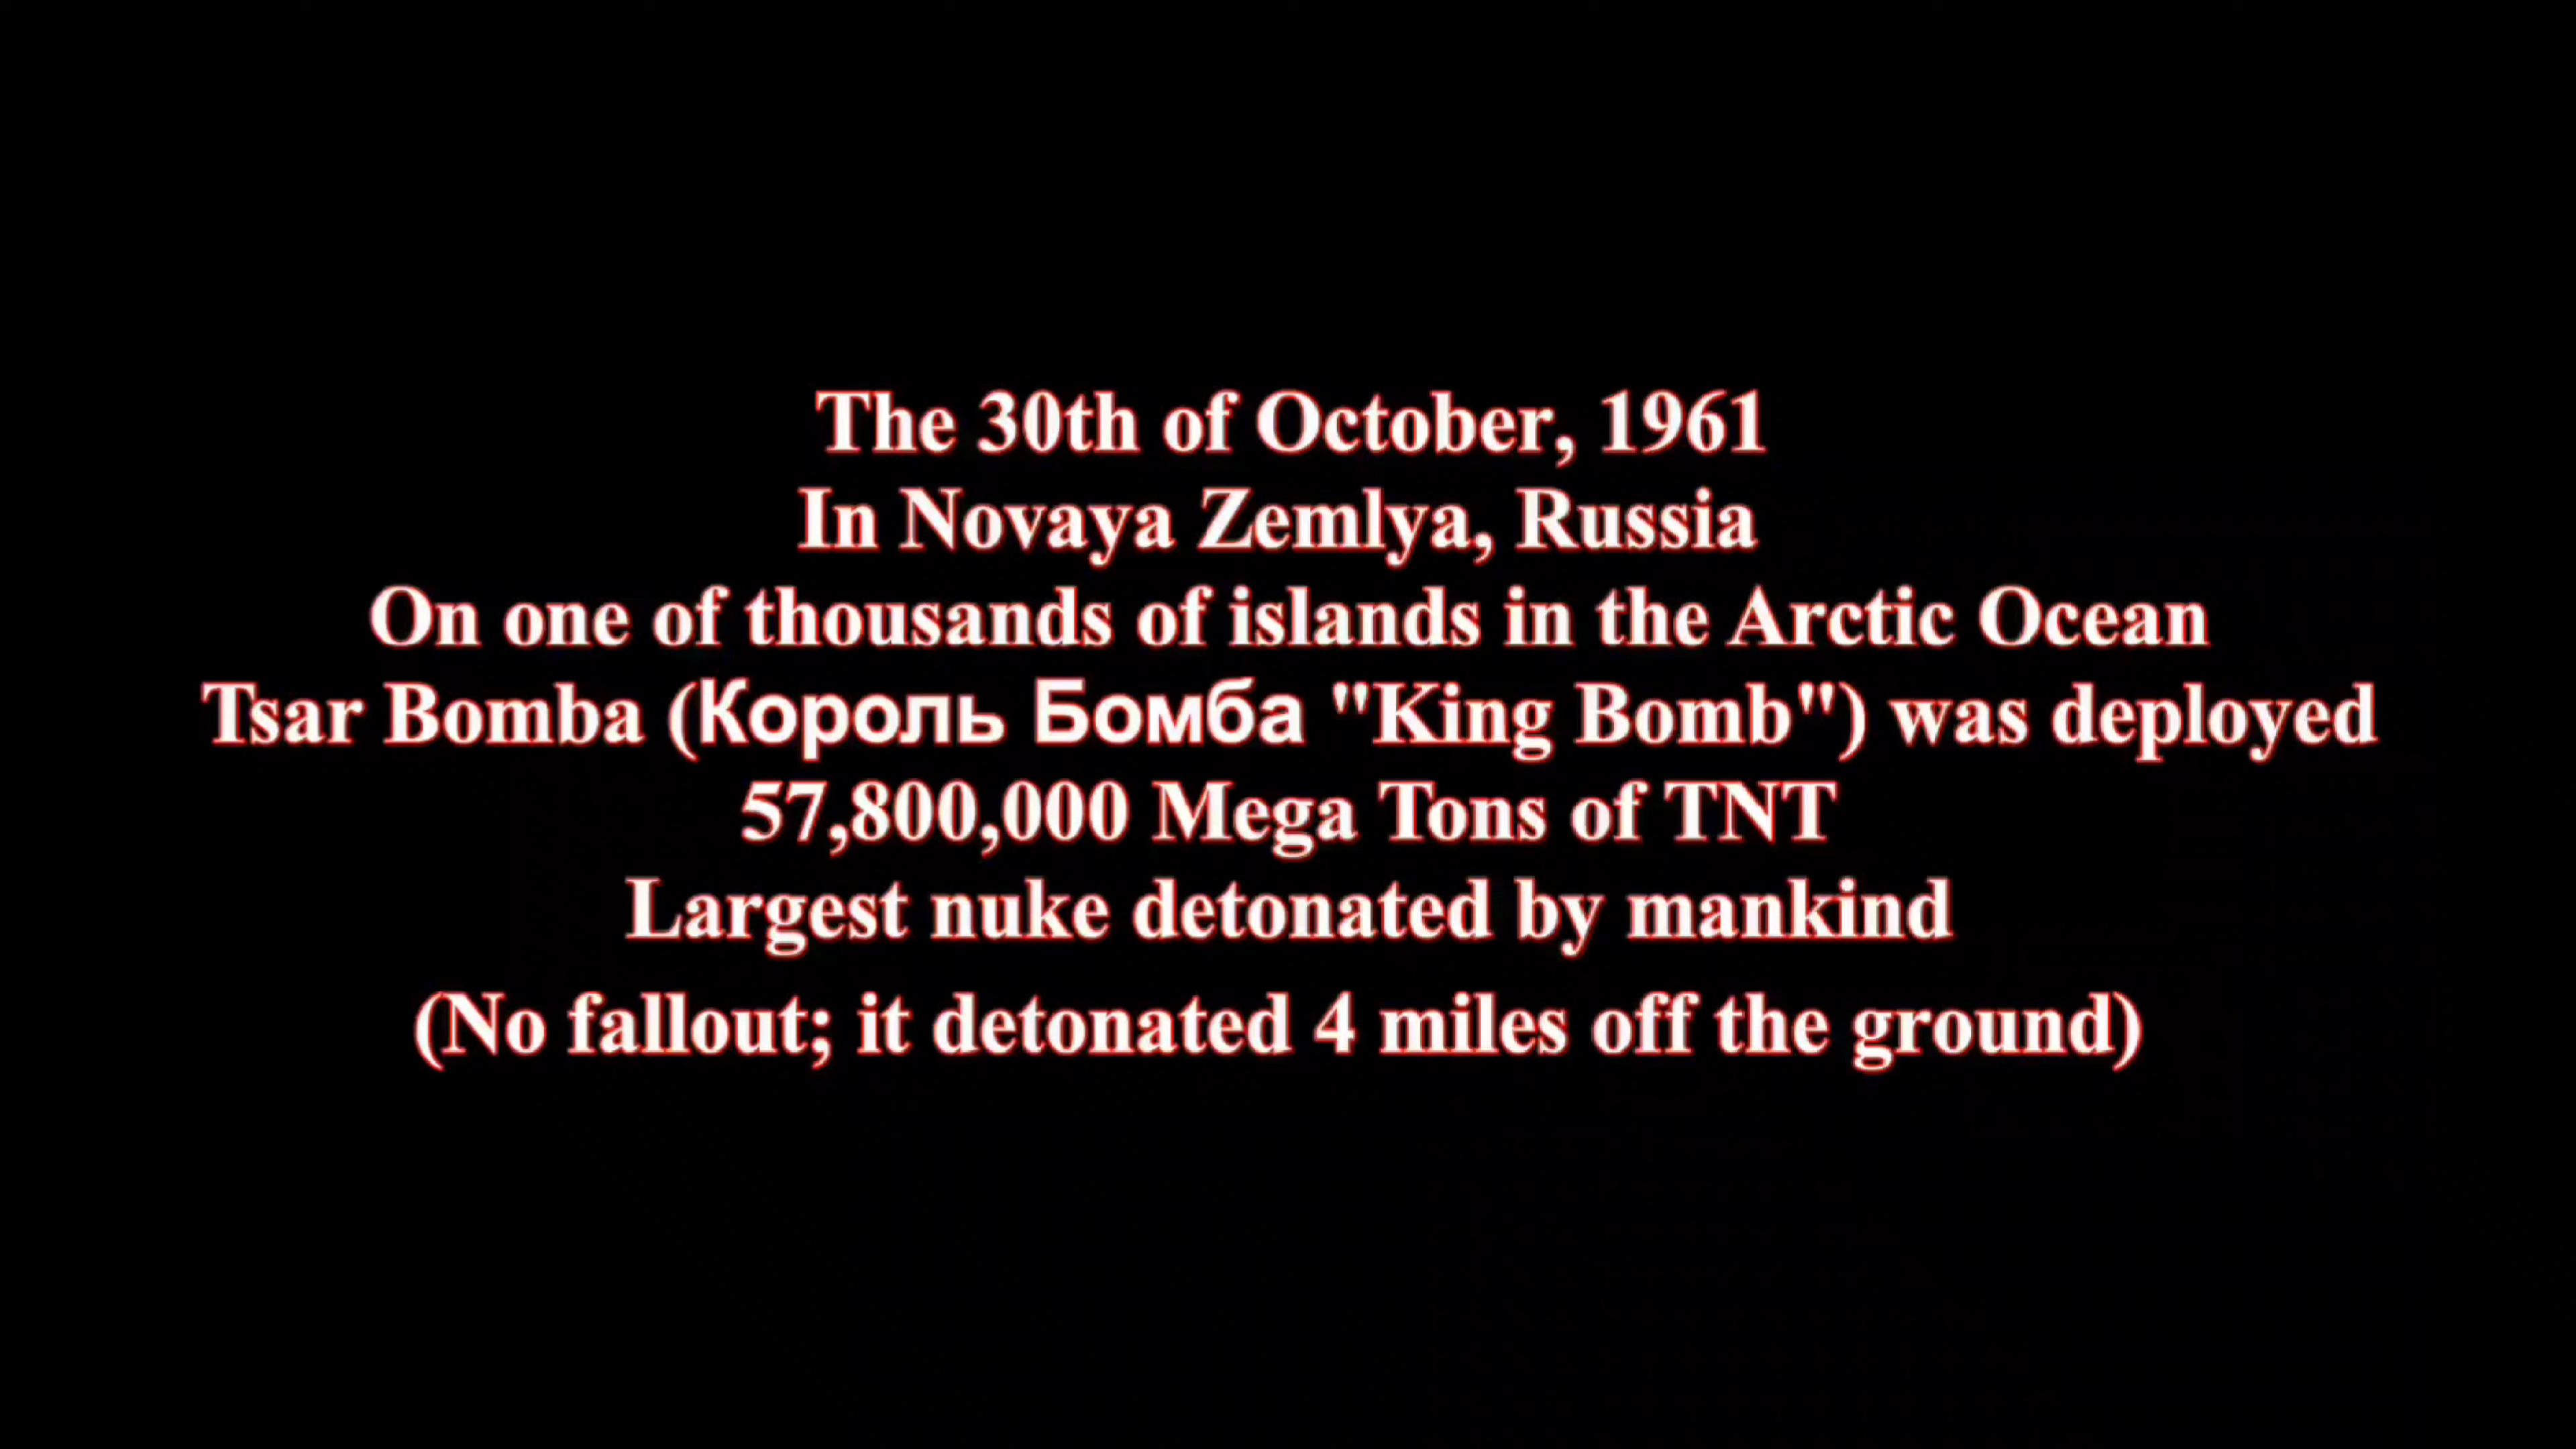 The 30th of October, 1961
In Novaya Zemlya, Russia
On one of thousands of islands in the Arctic Ocean
Tsar Bomba (Король Бомба "King Bomb") was deployed
57,800,000 Mega Tons of TNT
Largest nuke detonated by mankind
(No fallout; it detonated 4 miles off the ground)